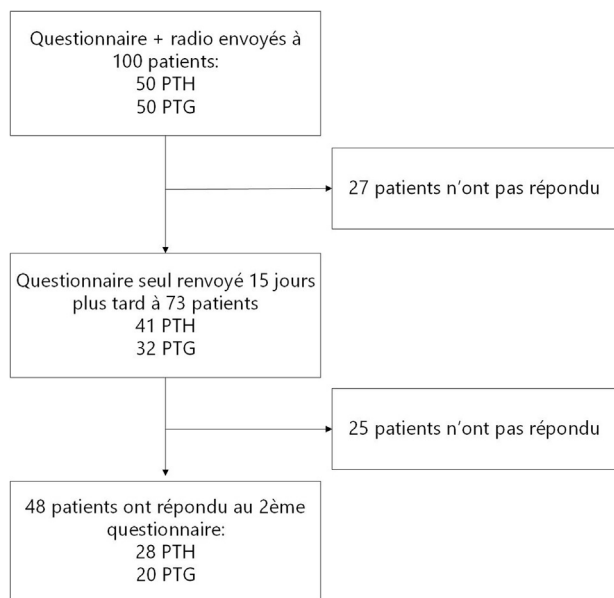 Questionnaire + radio envoyés à
100 patients:
50 PTH
50 PTG
27 patients n'ont pas répondu
Questionnaire seul renvoyé 15 jours
plus tard à 73 patients
41 PTH
32 PTG
25 patients n'ont pas répondu
48 patients ont répondu au 2ème
questionnaire:
28 PTH
20 PTG